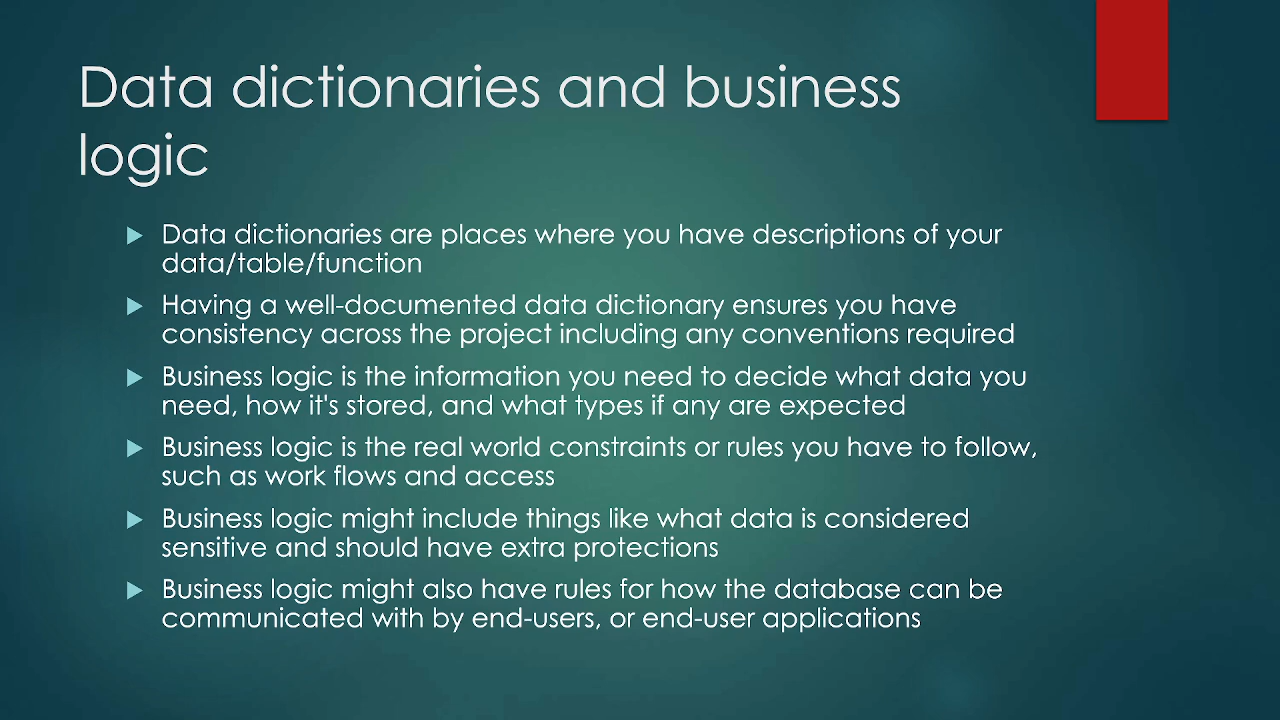 Data dictionaries and business
logic
Data dictionaries are places where you have descriptions of your
data/table/function
Having a well-documented data dictionary ensures you have
consistency across the project including any conventions required
Business logic is the information you need to decide what data you
need, how it's stored, and what types if any are expected
Business logic is the real world constraints or rules you have to follow,
such as work flows and access
Business logic might include things like what data is considered
sensitive and should have extra protections
Business logic might also have rules for how the database can be
communicated with by end-users, or end-user applications